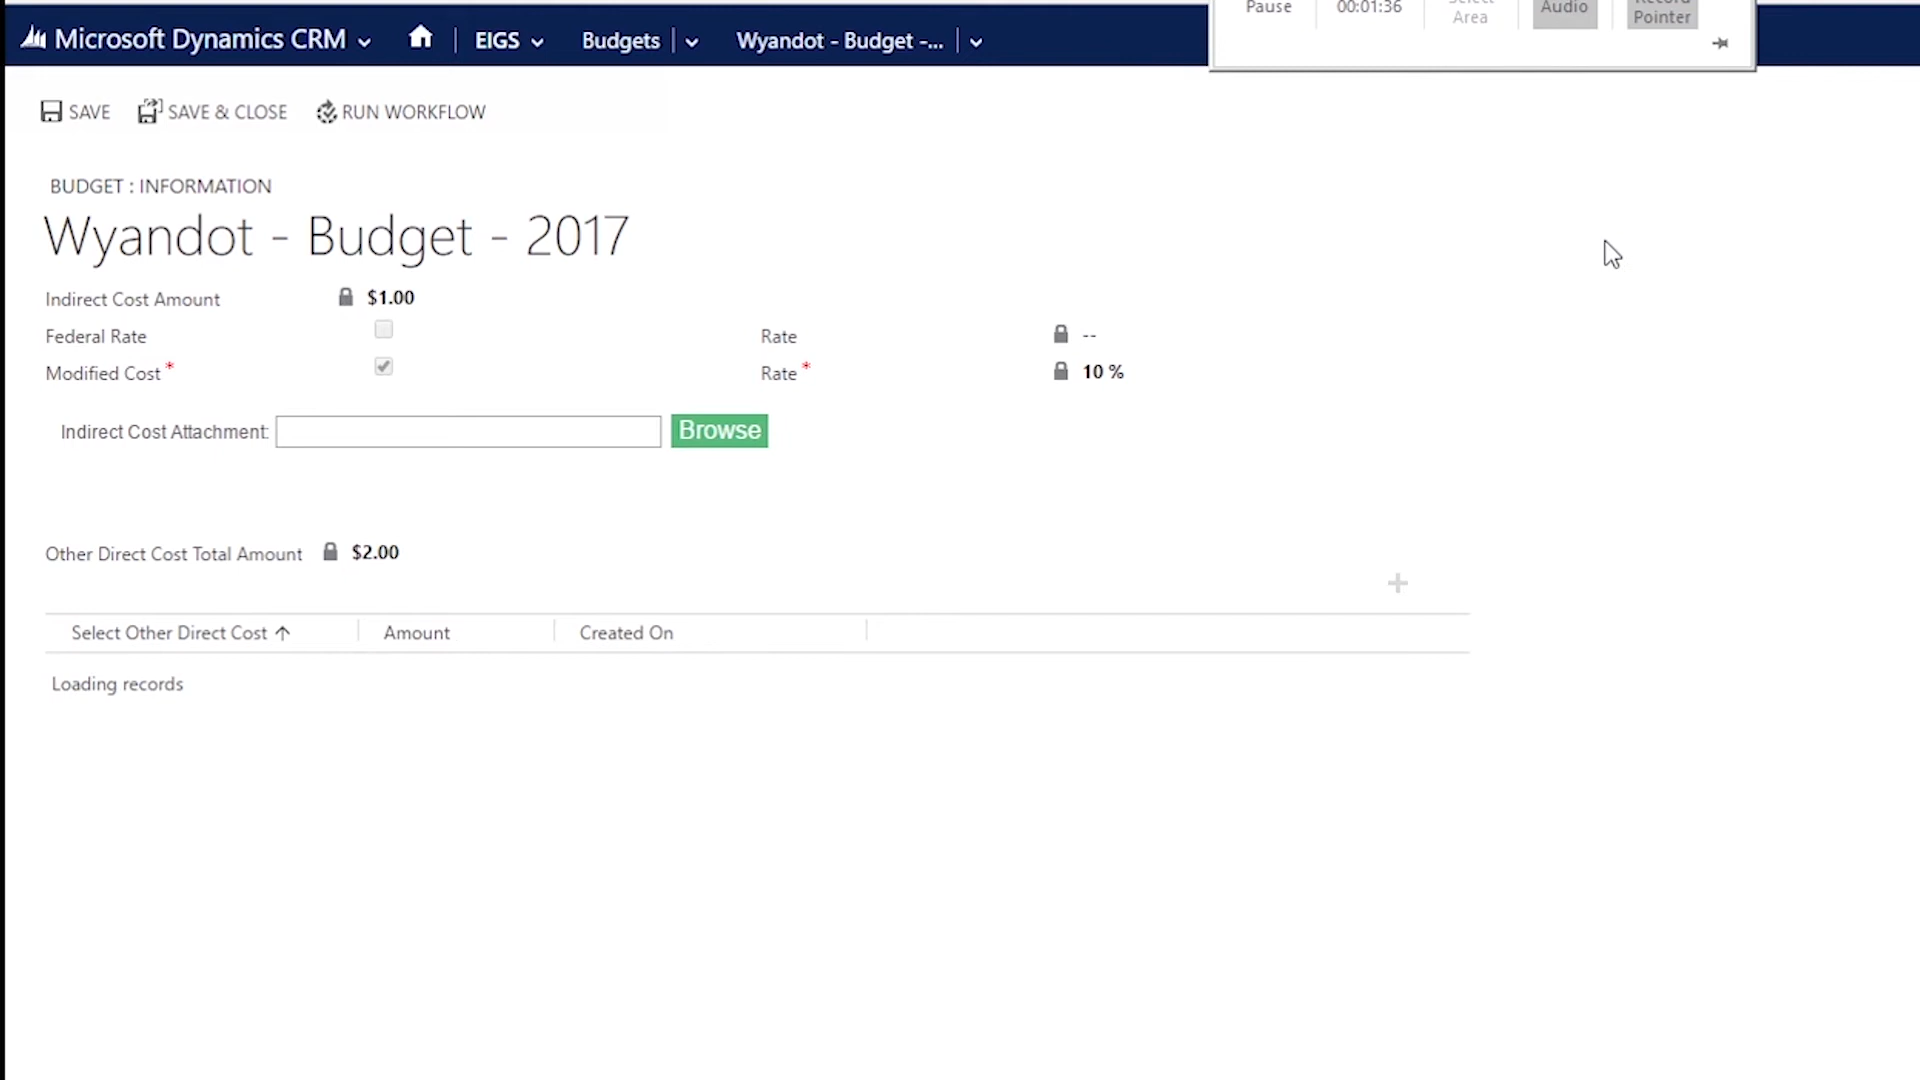 Pause 00:01:36 Select Area Audio Record Pointer
Microsoft Dynamics CRM EIGS Budgets Wyandot - Budget -...
SAVE SAVE & CLOSE RUN WORKFLOW
BUDGET : INFORMATION
Wyandot - Budget - 2017
Indirect Cost Amount $1.00
Federal Rate Rate --
Modified Cost * Rate * 10 %
Indirect Cost Attachment: Browse
Other Direct Cost Total Amount $2.00
+
Select Other Direct Cost ↑ Amount Created On
Loading records